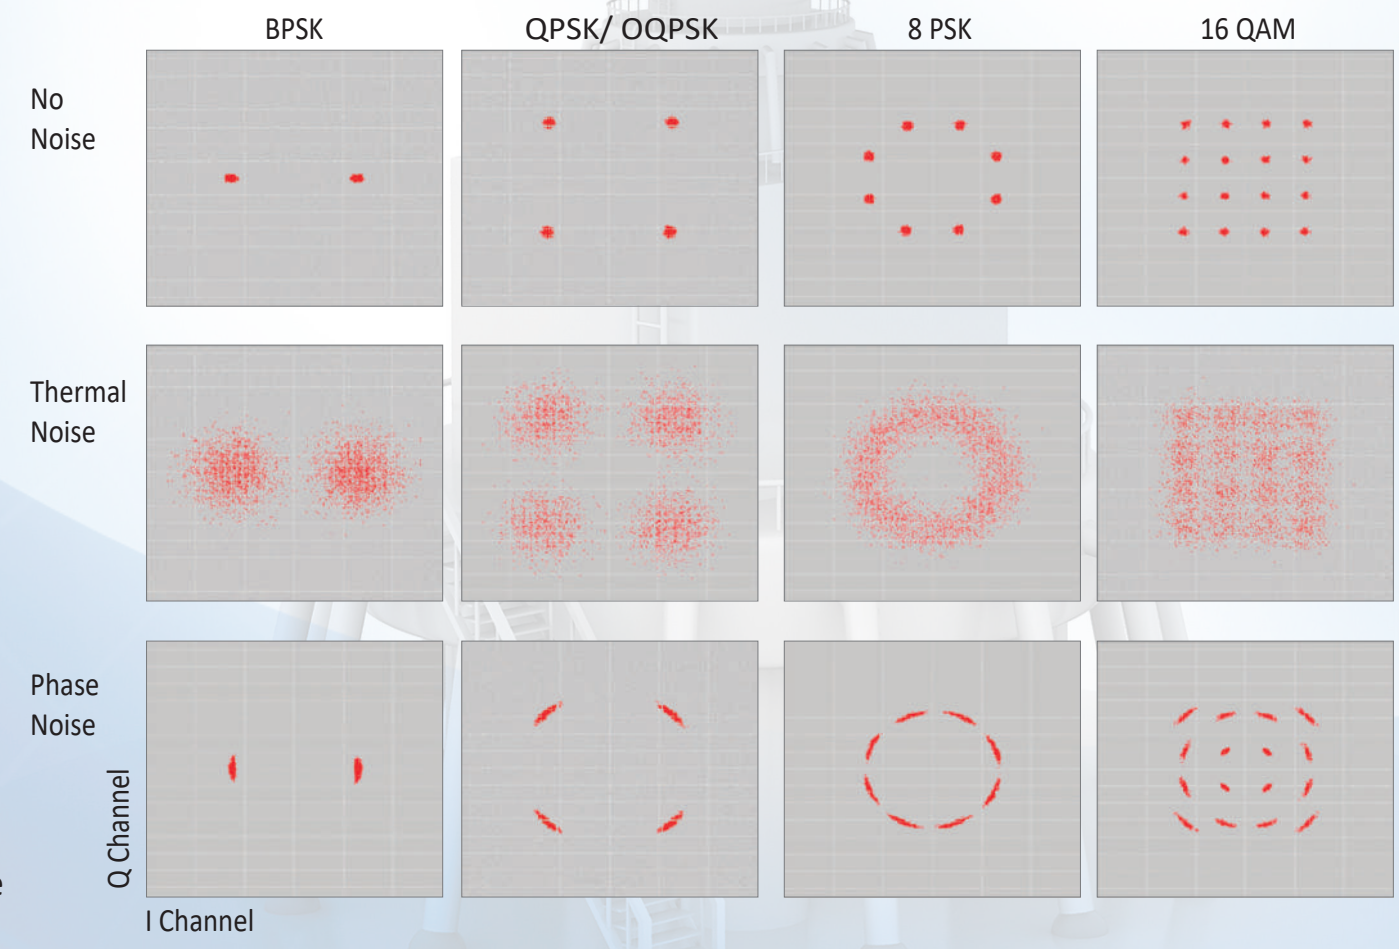 BPSK
QPSK/ OQPSK
8 PSK
16 QAM
No
Noise
Thermal
Noise
Phase
Noise
Q Channel
e
I Channel